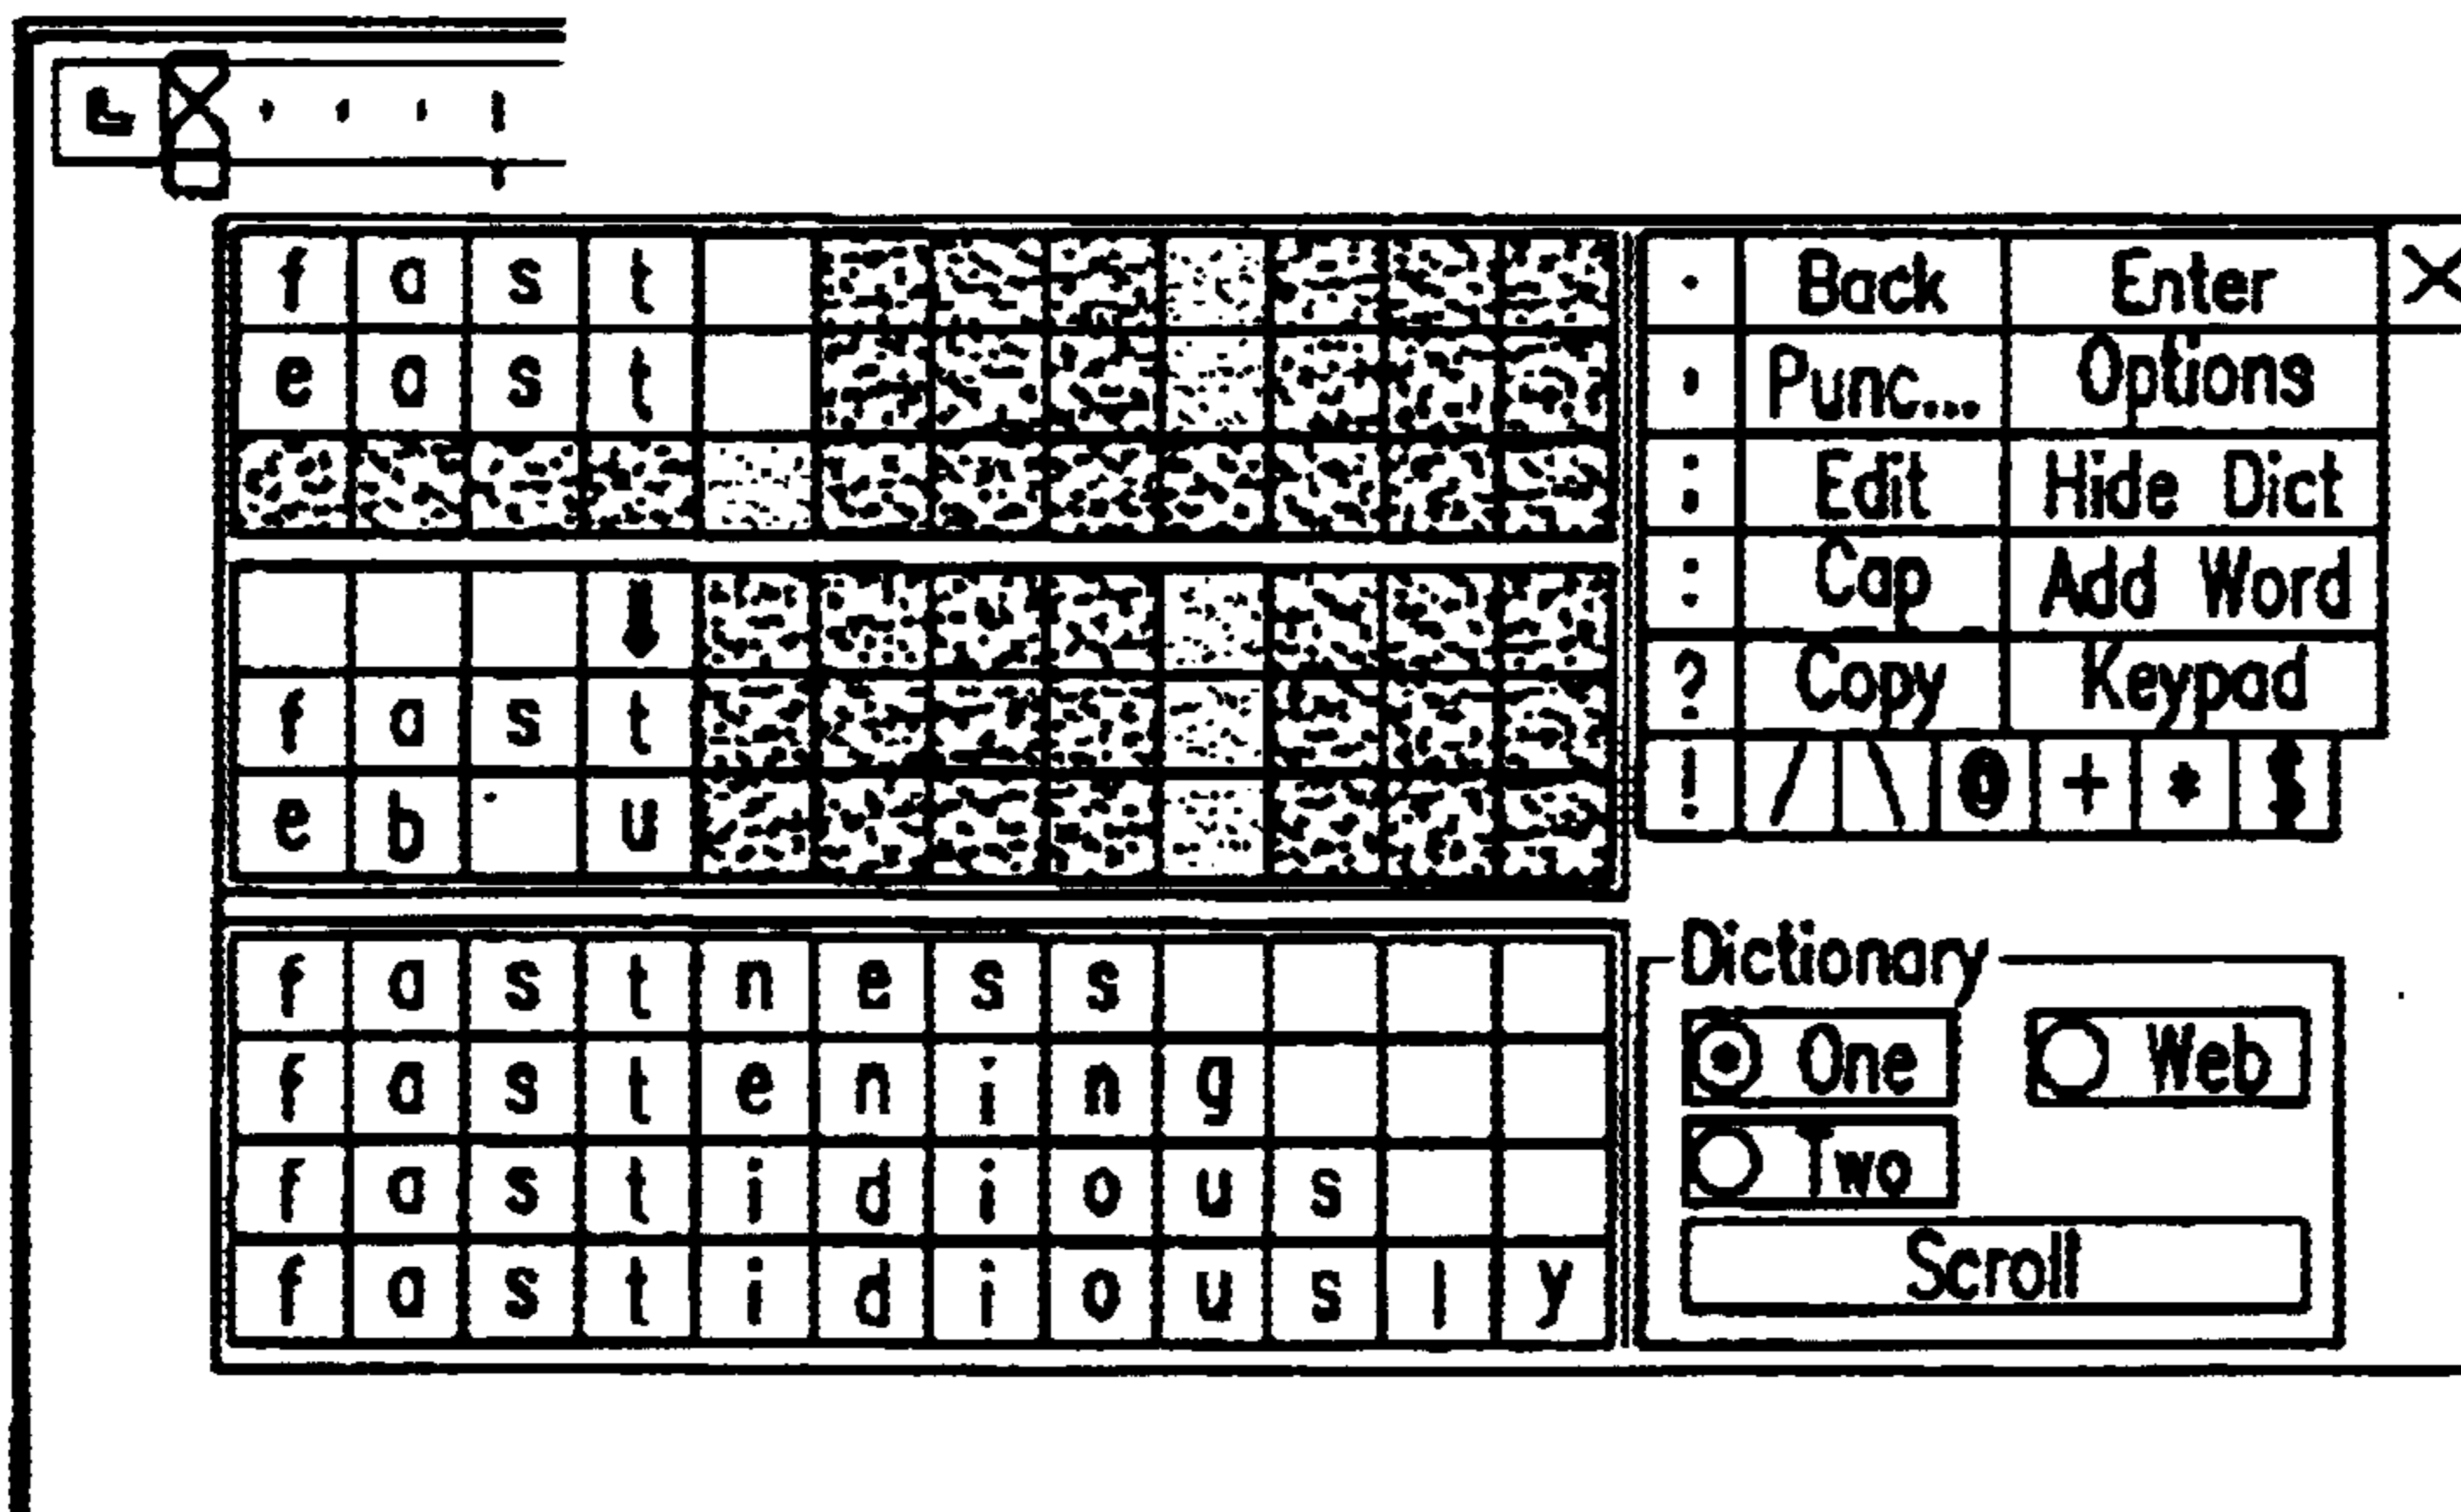 f a s t
e a s t
f a s t
e b u
f a s t n e s s
f a s t e n i n g
f a s t i d i o u s
f a s t i d i o u s l y
Back Enter X
Punc... Options
Edit Hide Dict
Cap Add Word
? Copy Keypad
! / \ @ + *
Dictionary
One Web
Two
Scroll